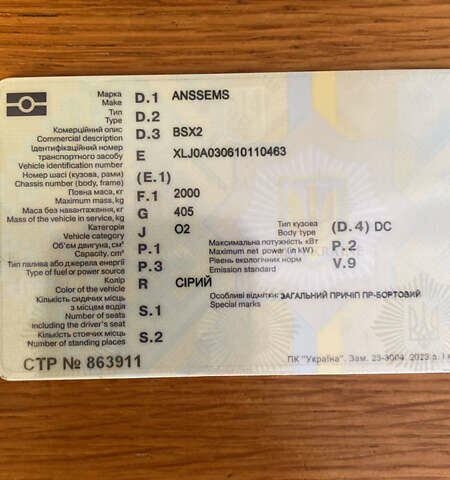 Марка
Make D.1 ANSSEMS
Тип
Type D.2
Комерційний опис
Commercial description D.3 BSX2
Ідентифікаційний номер
транспортного засобу
Vehicle identification number E XLJ0A030610110463
Номер шасі (кузова, рами)
Chassis number (body, frame) (E.1)
Повна маса, кг
Maximum mass, kg F.1 2000
Маса без навантаження, кг
Mass of the vehicle in service, kg G 405
Категорія
Vehicle category J O2
Тип кузова
Body type (D.4) DC
Об'єм двигуна, см³
Capacity, cm³ P.1
Максимальна потужність кВт
Maximum net power (in kW) P.2
Тип палива або джерела енергії
Type of fuel or power source P.3
Рівень екологічних норм
Emission standard V.9
Колір
Color of the vehicle R СІРИЙ
Кількість сидячих місць
з місцем водія
Number of seats
including the driver's seat S.1
Особливі відмітки: ЗАГАЛЬНИЙ ПРИЧІП ПР-БОРТОВИЙ
Special marks
Кількість стоячих місць
Number of standing places S.2
СТР № 863911
ПК "Україна". Зам. 23-3004. 2023 р. I